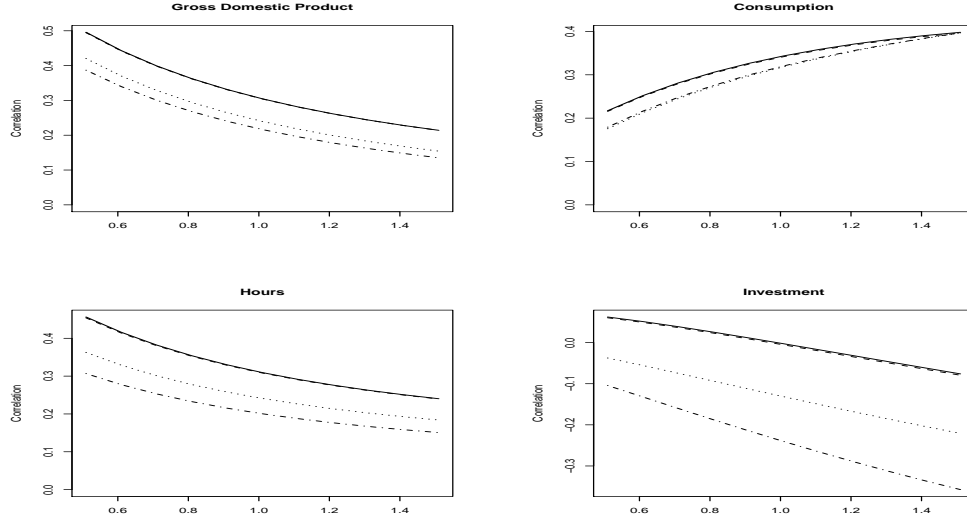 Gross Domestic Product
Correlation
0.0 0.1 0.2 0.3 0.4 0.5
0.6 0.8 1.0 1.2 1.4
Consumption
Correlation
0.0 0.1 0.2 0.3 0.4
0.6 0.8 1.0 1.2 1.4
Hours
Correlation
0.0 0.1 0.2 0.3 0.4
0.6 0.8 1.0 1.2 1.4
Investment
Correlation
−0.3 −0.2 −0.1 0.0
0.6 0.8 1.0 1.2 1.4